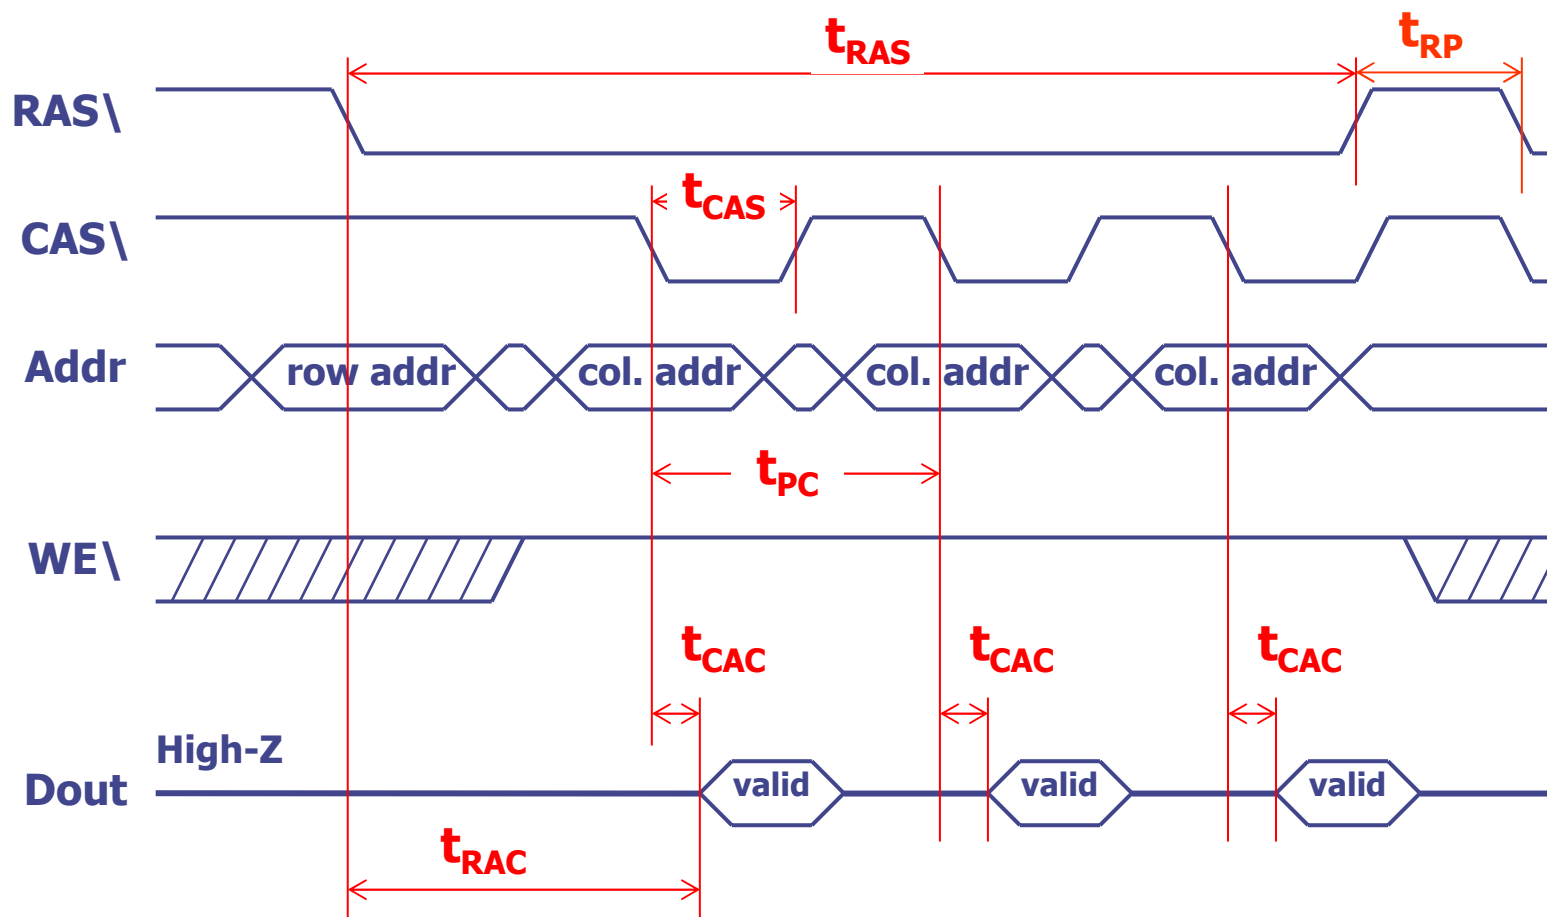 tRAS
tRP
RAS\
tCAS
CAS\
Addr
row addr
col. addr
col. addr
col. addr
tPC
WE\
tCAC
tCAC
tCAC
High-Z
Dout
valid
valid
valid
tRAC